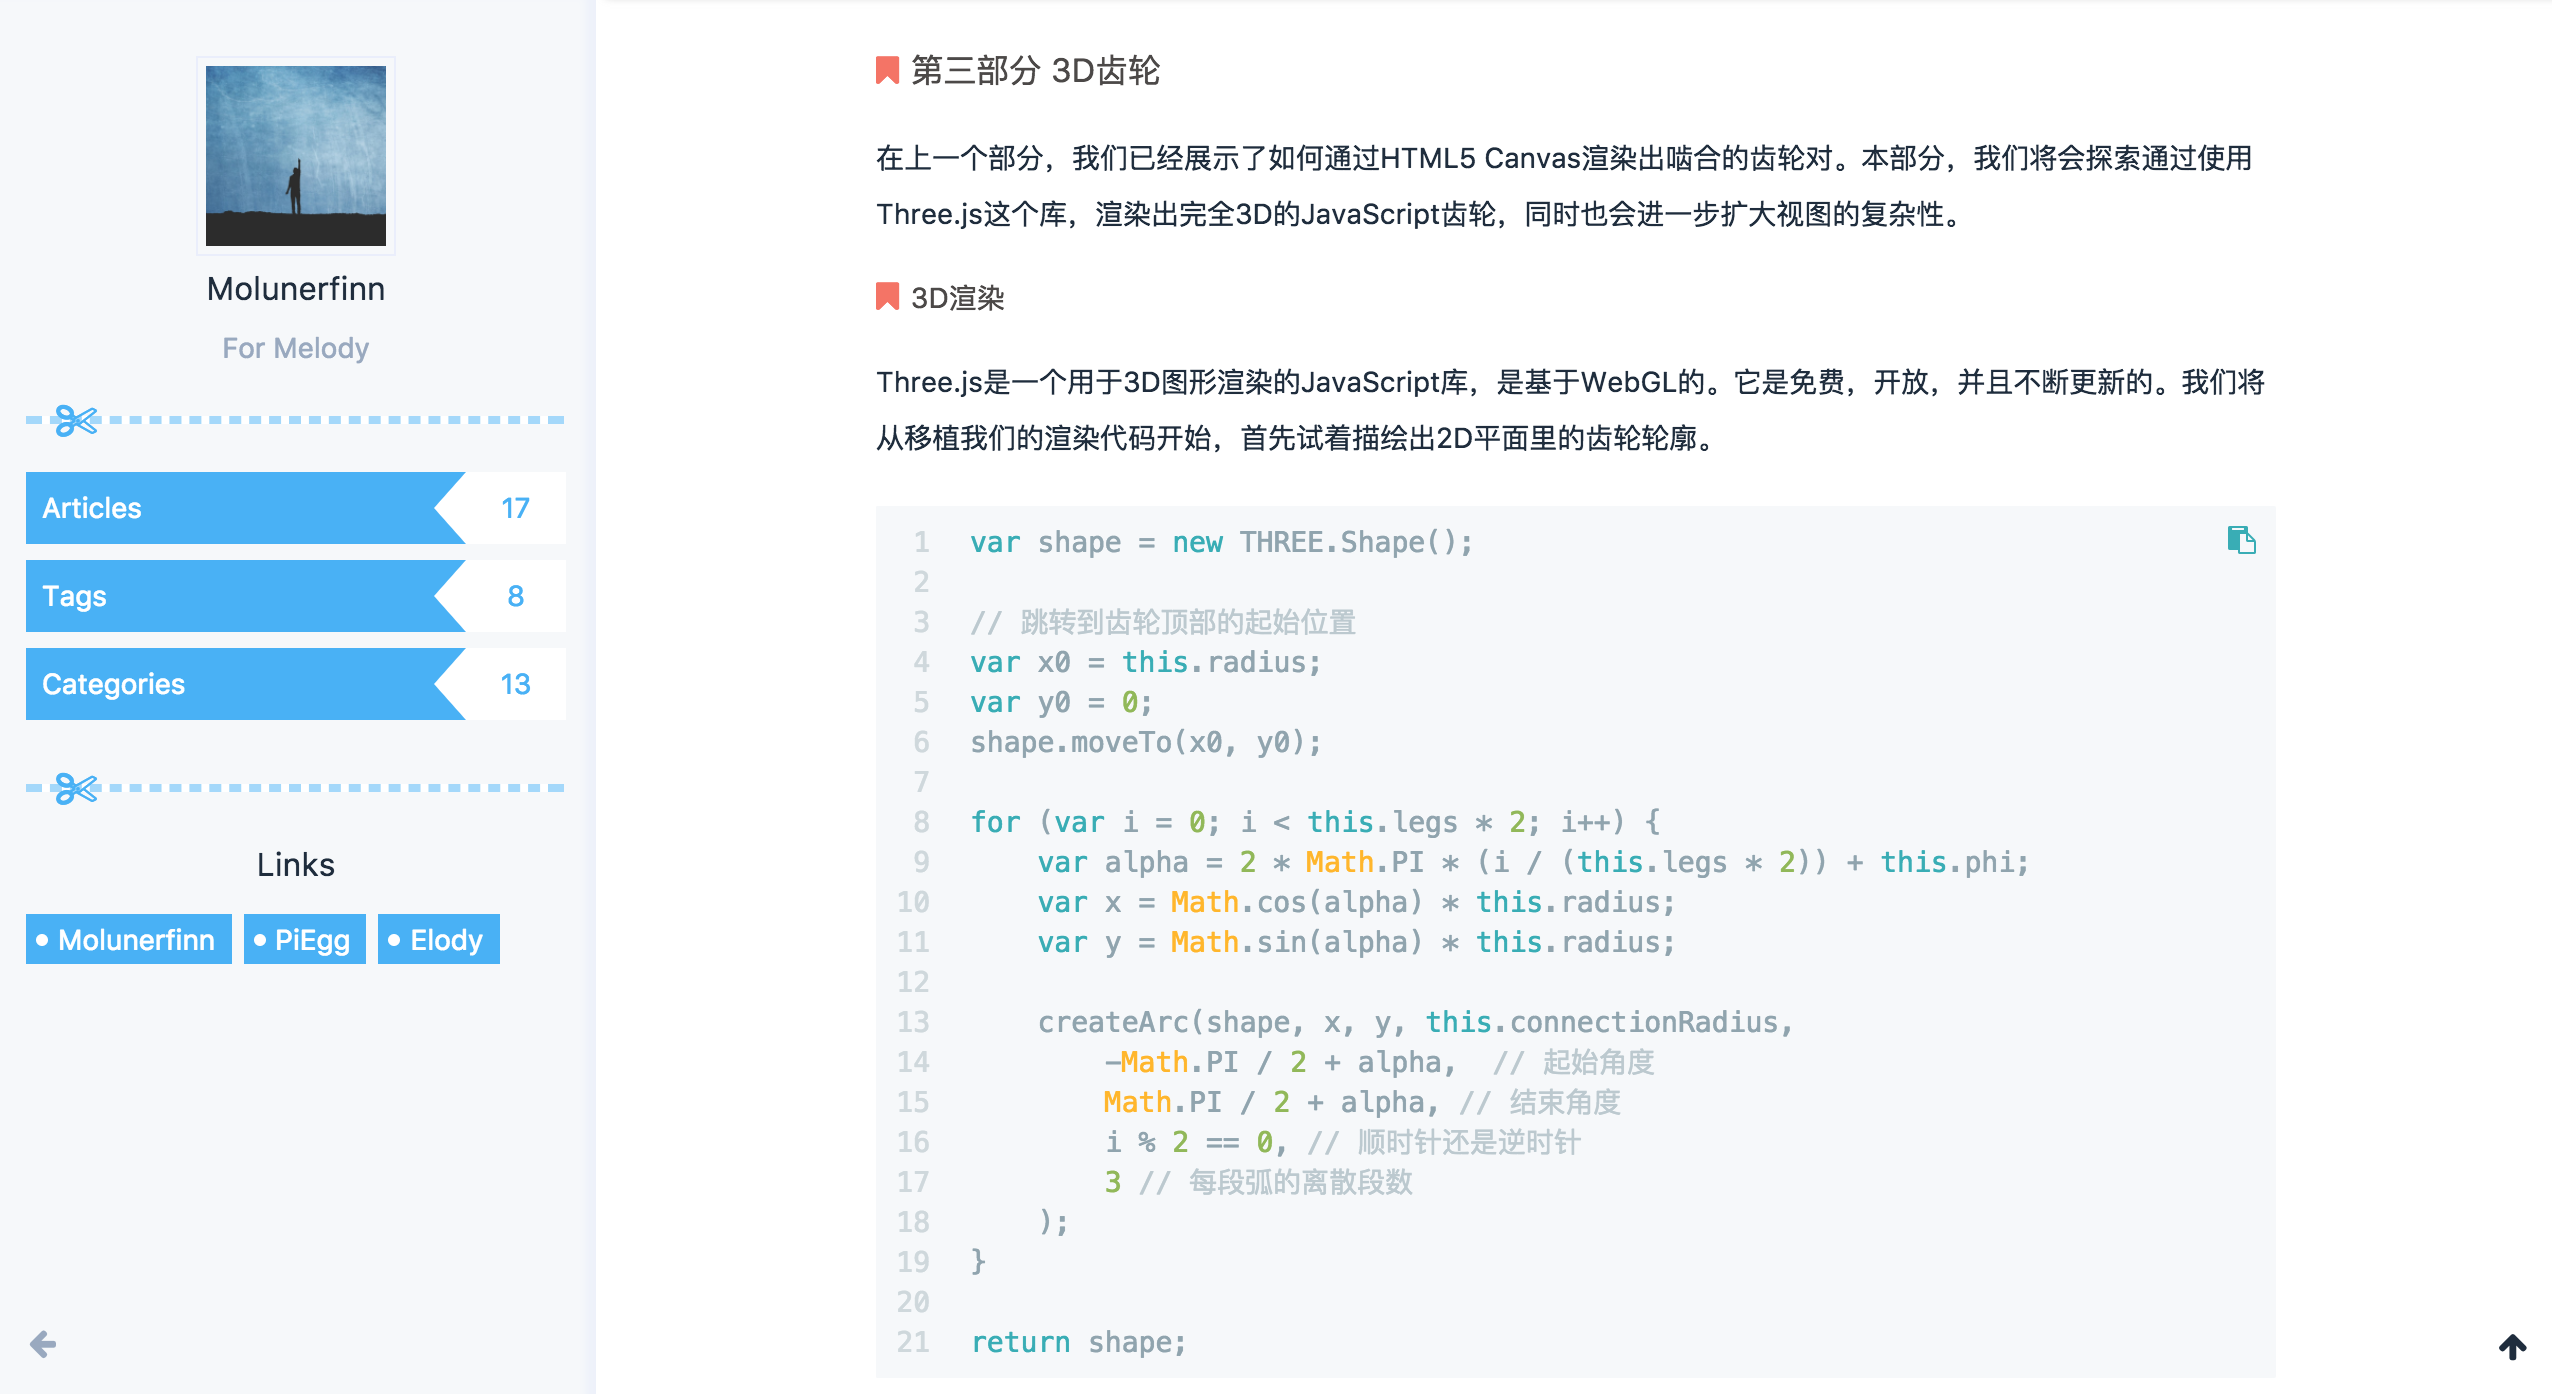 Molunerfinn
For Melody
Articles 17
Tags 8
Categories 13
Links
Molunerfinn PiEgg Elody
第三部分 3D齿轮
在上一个部分，我们已经展示了如何通过HTML5 Canvas渲染出啮合的齿轮对。本部分，我们将会探索通过使用
Three.js这个库，渲染出完全3D的JavaScript齿轮，同时也会进一步扩大视图的复杂性。
3D渲染
Three.js是一个用于3D图形渲染的JavaScript库，是基于WebGL的。它是免费，开放，并且不断更新的。我们将
从移植我们的渲染代码开始，首先试着描绘出2D平面里的齿轮轮廓。
1 var shape = new THREE.Shape();
2
3 // 跳转到齿轮顶部的起始位置
4 var x0 = this.radius;
5 var y0 = 0;
6 shape.moveTo(x0, y0);
7
8 for (var i = 0; i < this.legs * 2; i++) {
9     var alpha = 2 * Math.PI * (i / (this.legs * 2)) + this.phi;
10     var x = Math.cos(alpha) * this.radius;
11     var y = Math.sin(alpha) * this.radius;
12
13     createArc(shape, x, y, this.connectionRadius,
14         -Math.PI / 2 + alpha,  // 起始角度
15         Math.PI / 2 + alpha, // 结束角度
16         i % 2 == 0, // 顺时针还是逆时针
17         3 // 每段弧的离散段数
18     );
19 }
20
21 return shape;